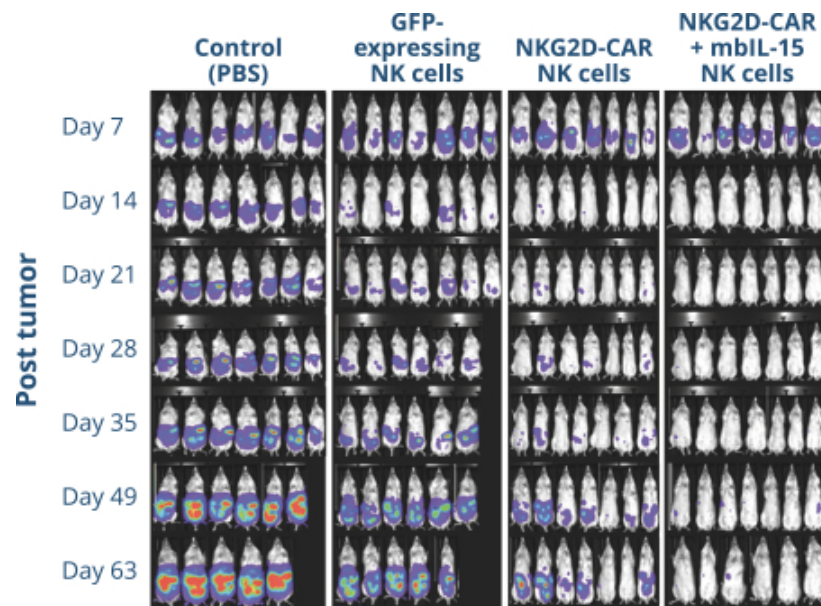 Control
(PBS)
GFP-
expressing
NK cells
NKG2D-CAR
NK cells
NKG2D-CAR
+ mbIL-15
NK cells
Post tumor
Day 7
Day 14
Day 21
Day 28
Day 35
Day 49
Day 63